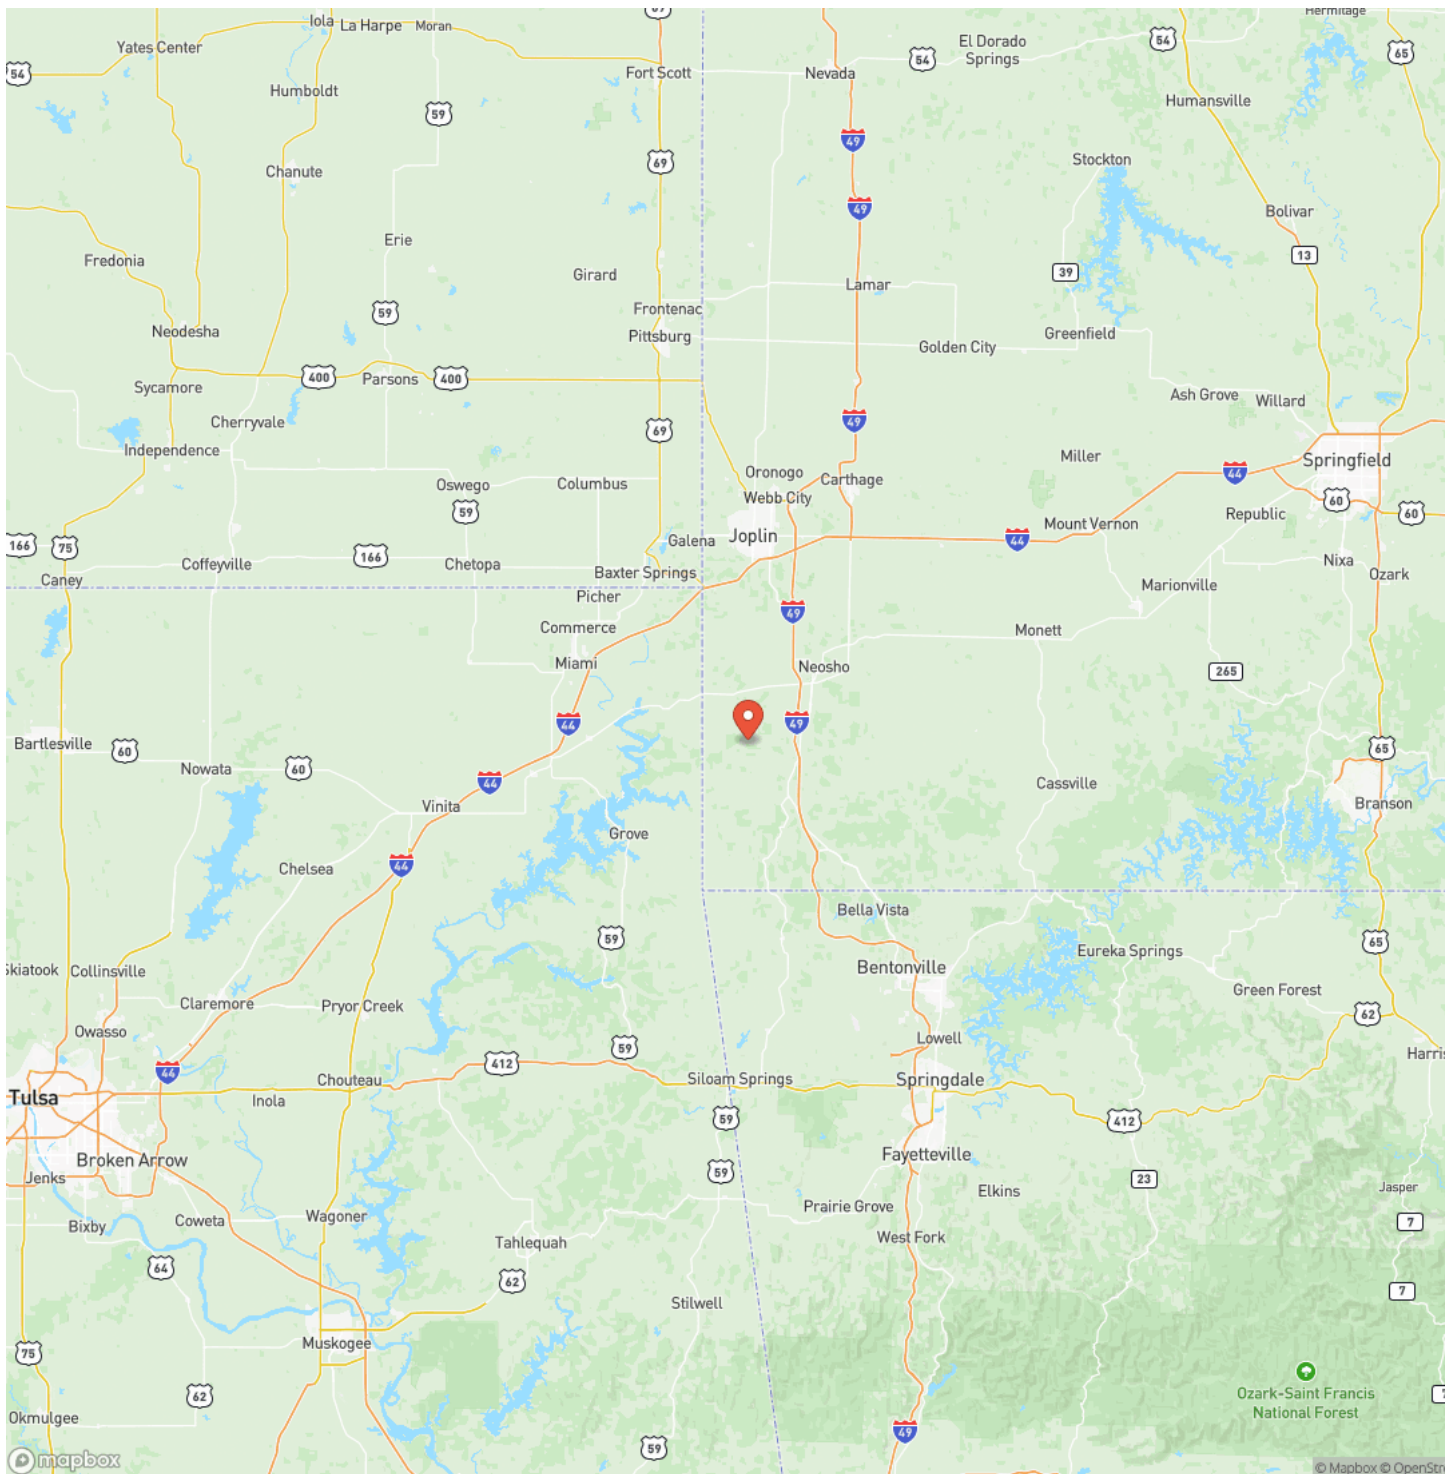 69
Hermitage
Iola
La Harpe
Moran
Yates Center
El Dorado
Springs
54
65
54
54
Fort Scott
Nevada
Humboldt
Humansville
59
49
69
Stockton
Chanute
49
Bolivar
Erie
13
Fredonia
Girard
39
Lamar
Frontenac
59
Neodesha
Pittsburg
Greenfield
Golden City
400
400
Sycamore
Parsons
Ash Grove
Willard
Cherryvale
49
69
Independence
Miller
Springfield
Oronogo
44
Carthage
Oswego
Columbus
Webb City
60
59
60
Republic
Mount Vernon
Joplin
Galena
44
166
75
166
Nixa
Coffeyville
Chetopa
Baxter Springs
Ozark
Caney
Marionville
Picher
49
Commerce
Monett
Miami
Neosho
265
44
49
Bartlesville
60
65
Nowata
60
44
Cassville
Vinita
Branson
Grove
44
Chelsea
Bella Vista
59
65
Eureka Springs
Skiatook
Collinsville
Bentonville
Green Forest
Claremore
Pryor Creek
62
Owasso
Lowell
59
Harris
412
44
Chouteau
Siloam Springs
Springdale
Tulsa
Inola
59
412
Fayetteville
Broken Arrow
59
Jenks
23
Elkins
Jasper
Prairie Grove
Wagoner
Coweta
7
Bixby
West Fork
Tahlequah
64
62
7
Stilwell
Muskogee
75
Ozark-Saint Francis
National Forest
62
7
Okmulgee
49
59
mapbox
© Mapbox © OpenStr